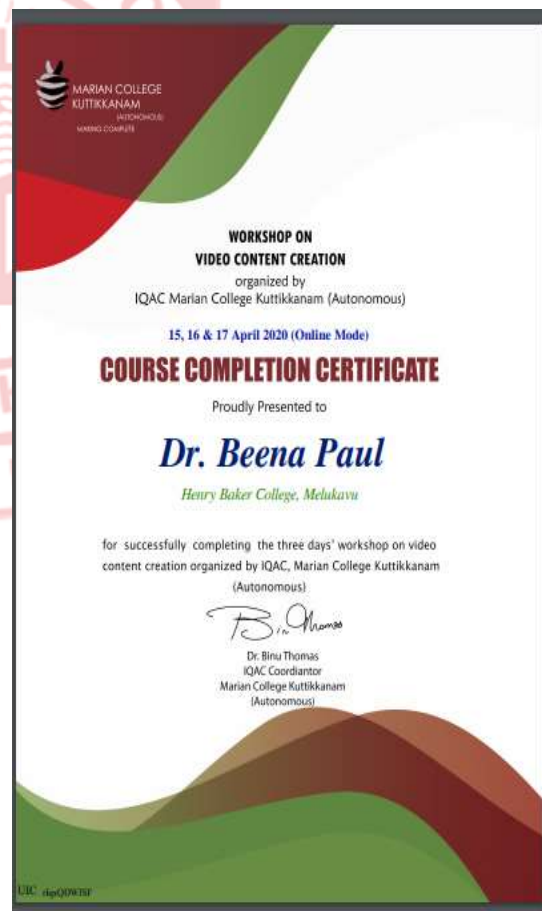 MARIAN COLLEGE
KUTTIKKANAM
(AUTONOMOUS)
MAKING COMPLETE
WORKSHOP ON
VIDEO CONTENT CREATION
organized by
IQAC Marian College Kuttikkanam (Autonomous)
15, 16 & 17 April 2020 (Online Mode)
COURSE COMPLETION CERTIFICATE
Proudly Presented to
Dr. Beena Paul
Henry Baker College, Melukavu
for successfully completing the three days' workshop on video
content creation organized by IQAC, Marian College Kuttikkanam
(Autonomous)
Dr. Binu Thomas
IQAC Coordiantor
Marian College Kuttikkanam
(Autonomous)
UIC